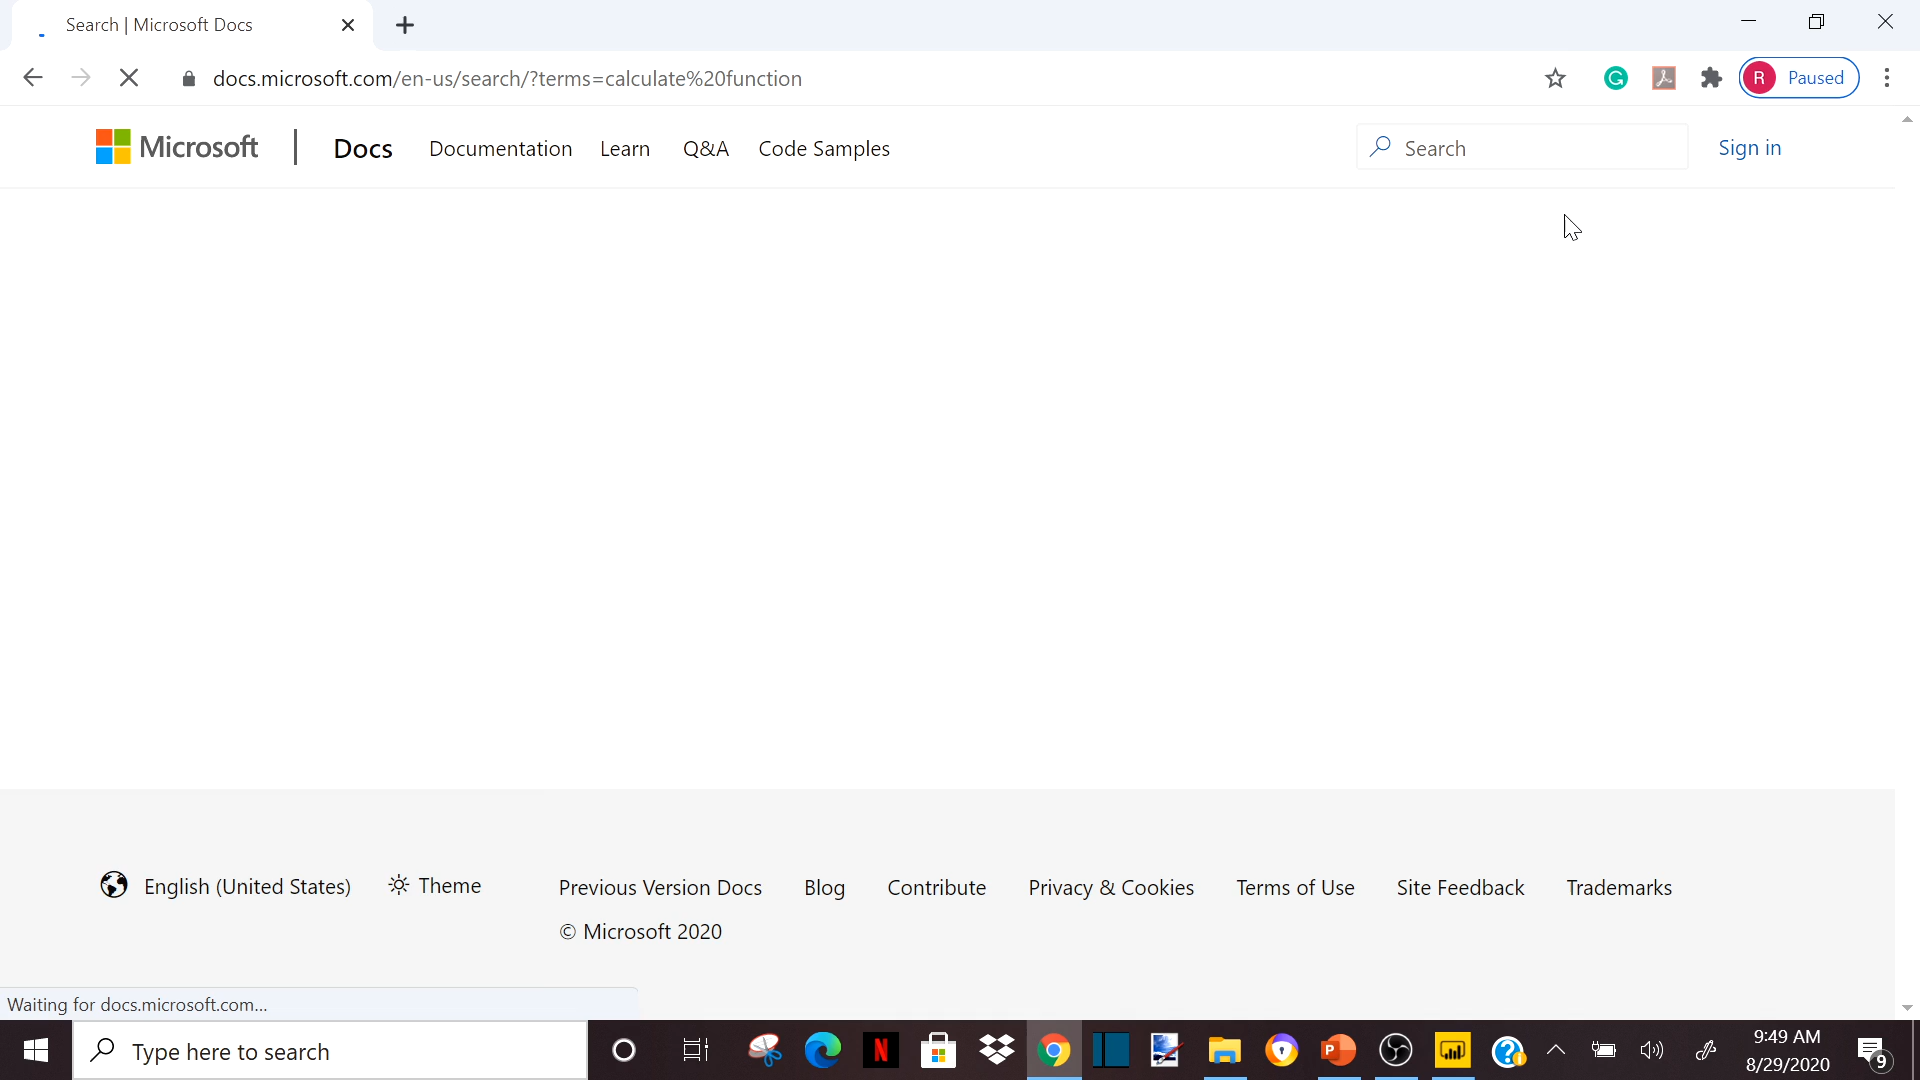 Search | Microsoft Docs
docs.microsoft.com/en-us/search/?terms=calculate%20function
R Paused
Microsoft | Docs Documentation Learn Q&A Code Samples Search Sign in
English (United States) Theme Previous Version Docs Blog Contribute Privacy & Cookies Terms of Use Site Feedback Trademarks
© Microsoft 2020
Waiting for docs.microsoft.com...
Type here to search
9:49 AM
8/29/2020
9